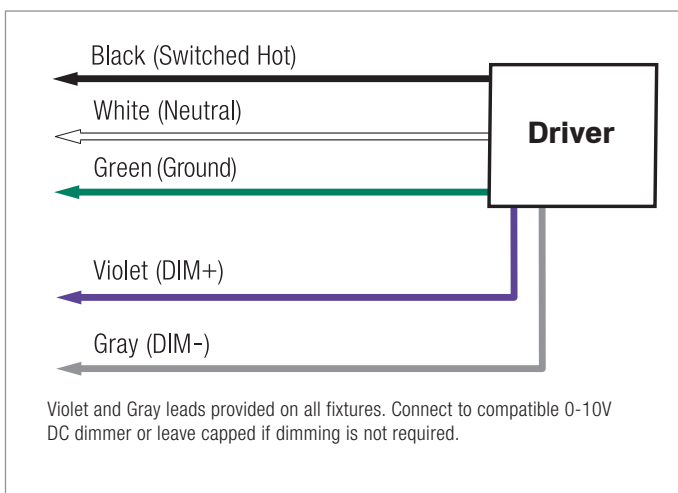 Black (Switched Hot)
White (Neutral)
Driver
Green (Ground)
Violet (DIM+)
Gray (DIM-)
Violet and Gray leads provided on all fixtures. Connect to compatible 0-10V
DC dimmer or leave capped if dimming is not required.